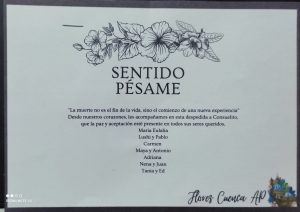 SENTIDO
PÉSAME
"La muerte no es el fin de la vida, sino el comienzo de una nueva experiencia"
Desde nuestros corazones, les acompañamos en esta despedida a Consuelito,
que la paz y aceptación esté presente en todos sus seres queridos.
María Eulalia
Lushi y Pablo
Carmen
Maya y Antonio
Adriana
Nena y Juan
Tania y Ed
Flores Cuenca AP